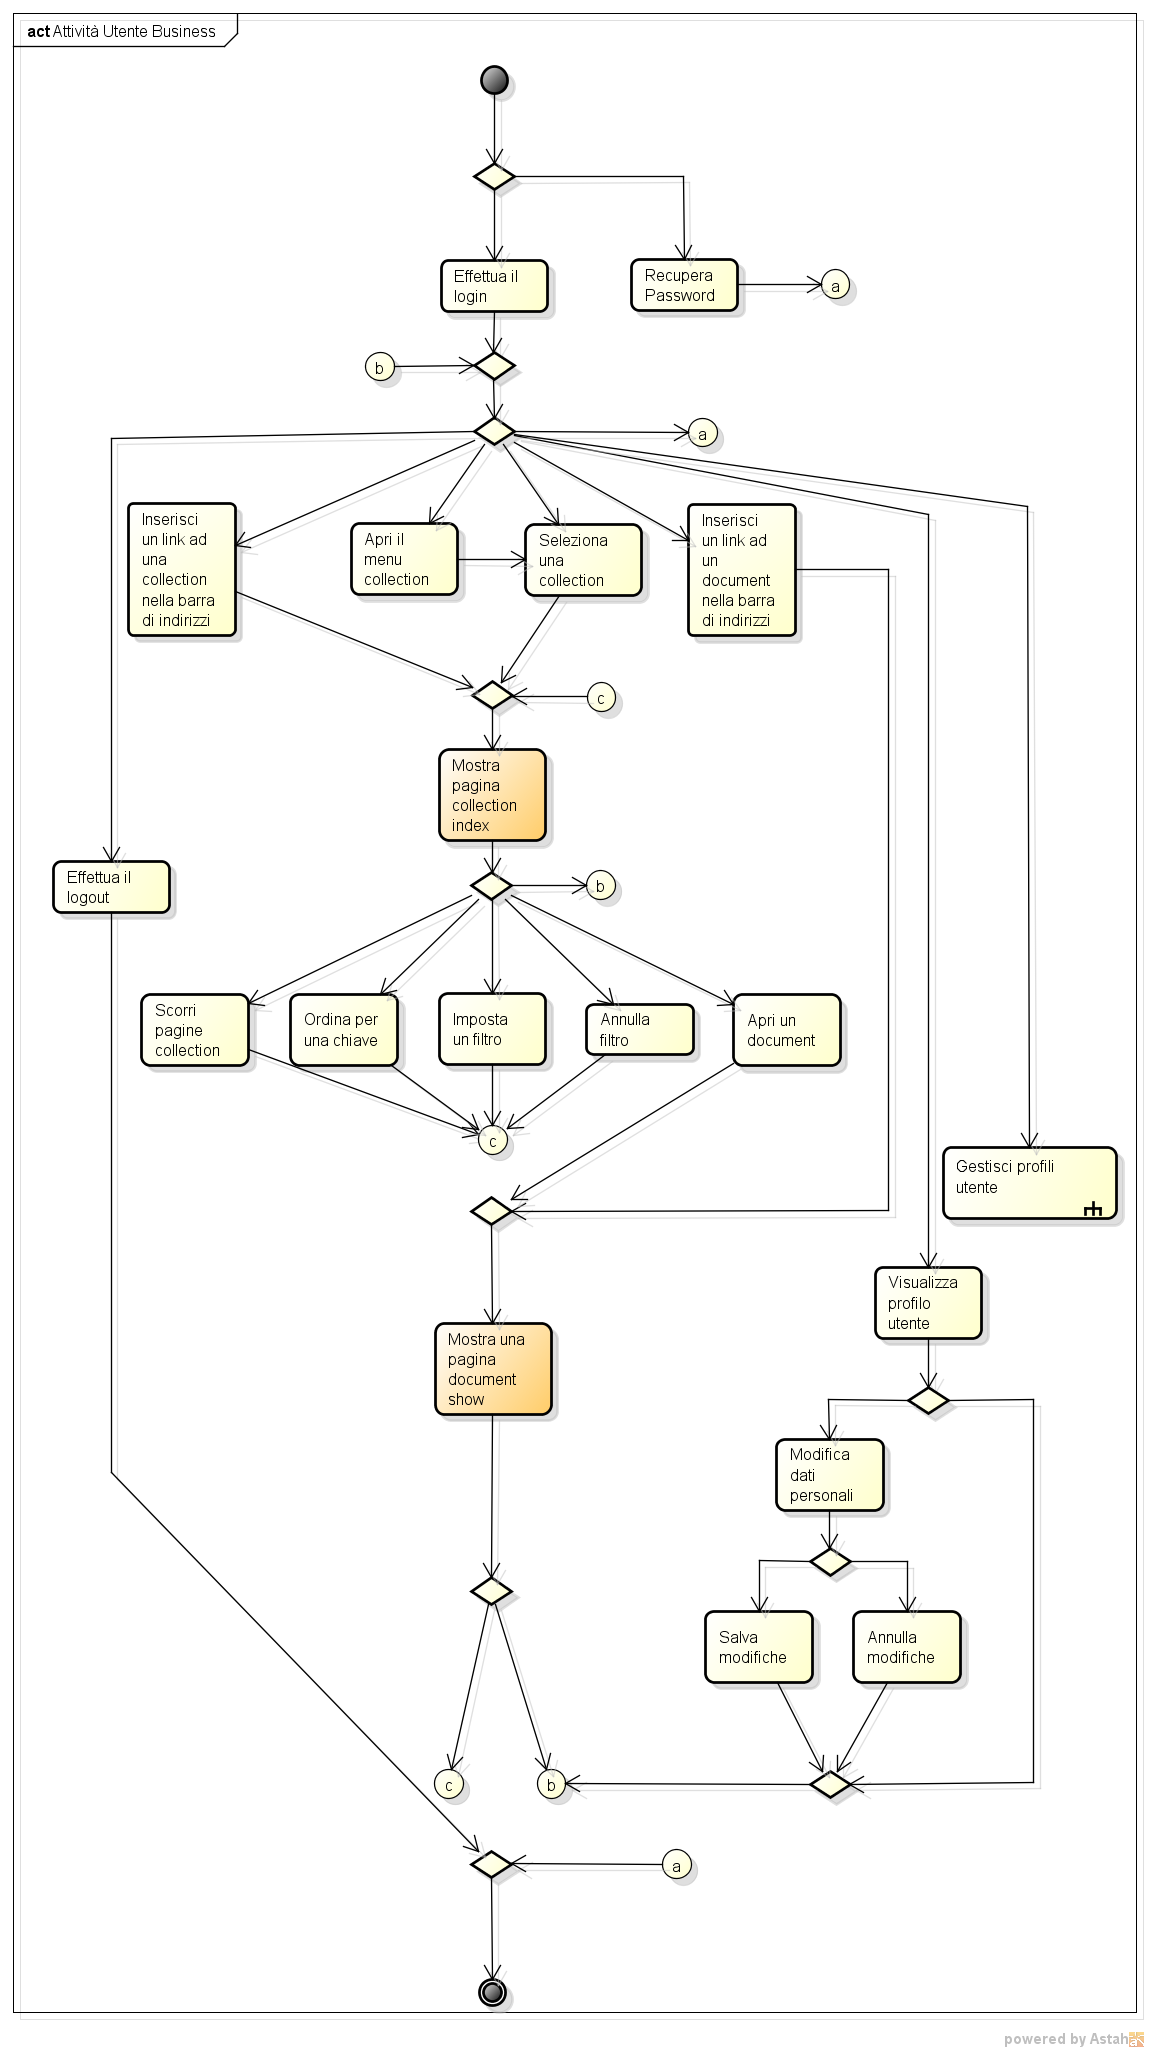 act Attività Utente Business
Effettua il
login
Recupera
Password
a
b
a
Inserisci
un link ad
una
collection
nella barra
di indirizzi
Apri il
menu
collection
Seleziona
una
collection
Inserisci
un link ad
un
document
nella barra
di indirizzi
c
Mostra
pagina
collection
index
Effettua il
logout
b
Scorri
pagine
collection
Ordina per
una chiave
Imposta
un filtro
Annulla
filtro
Apri un
document
c
Gestisci profili
utente
Visualizza
profilo
utente
Mostra una
pagina
document
show
Modifica
dati
personali
Salva
modifiche
Annulla
modifiche
c
b
a
powered by Astah